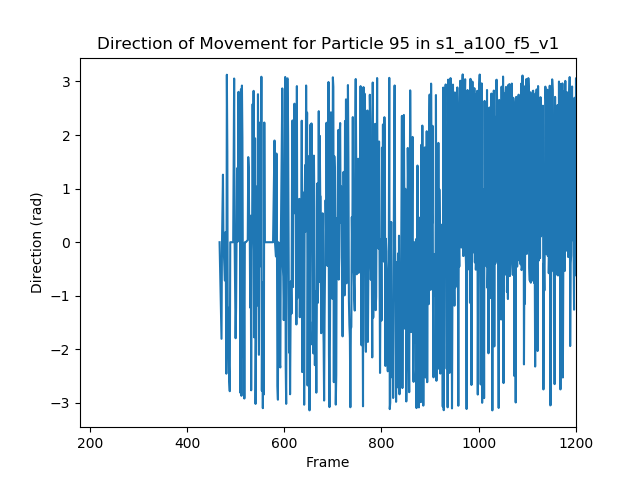 Direction of Movement for Particle 95 in s1_a100_f5_v1
3
2
1
0
−1
−2
−3
Direction (rad)
200 400 600 800 1000 1200
Frame